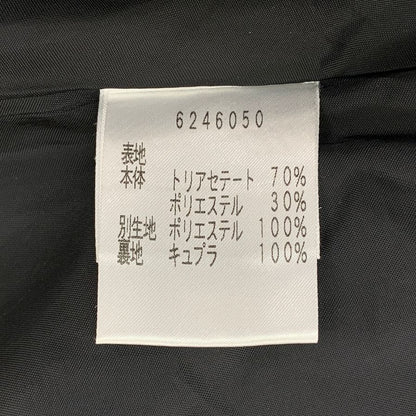 6246050
表地
本体 トリアセテート 70%
ポリエステル 30%
別生地 ポリエステル 100%
裏地 キュプラ 100%